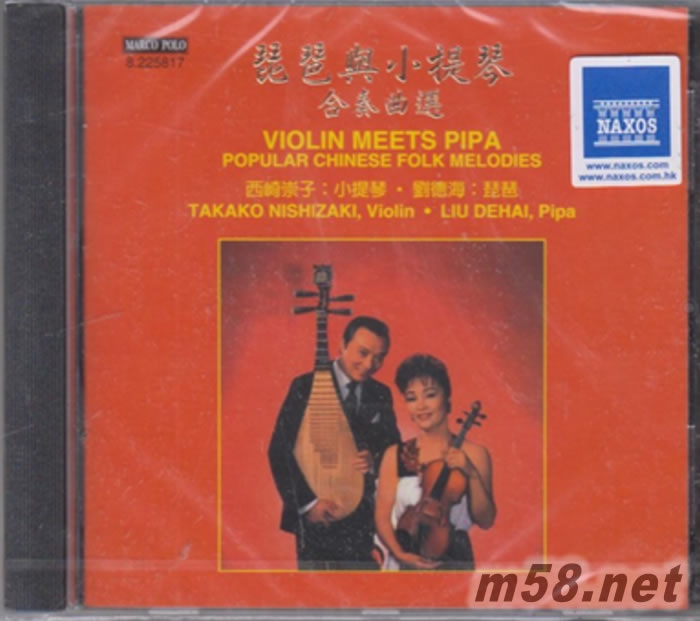 MARCO POLO
8.225817
琵琶與小提琴
合奏曲選
VIOLIN MEETS PIPA
POPULAR CHINESE FOLK MELODIES
西崎崇子：小提琴・劉德海：琵琶
TAKAKO NISHIZAKI, Violin • LIU DEHAI, Pipa
NAXOS
www.naxos.com
www.naxos.com.hk
m58.net